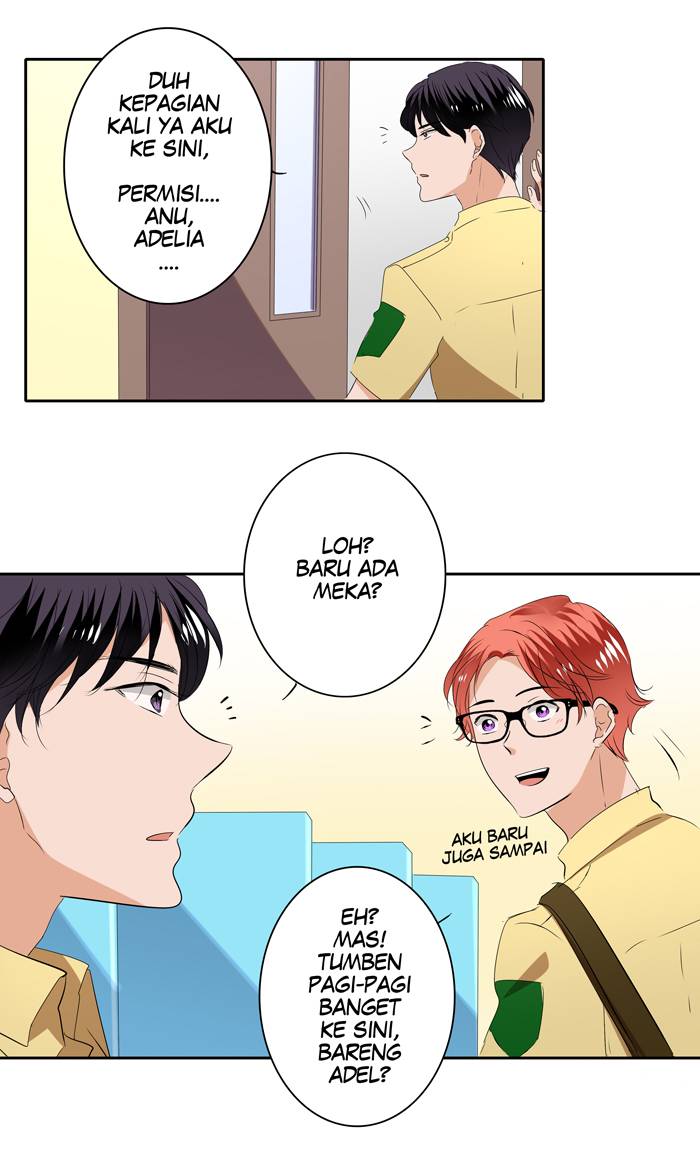 DUH
KEPAGIAN
KALI YA AKU
KE SINI,
PERMISI....
ANU,
ADELIA
....
LOH?
BARU ADA
MEKA?
AKU BARU
JUGA SAMPAI
EH?
MAS!
TUMBEN
PAGI-PAGI
BANGET
KE SINI,
BARENG
ADEL?